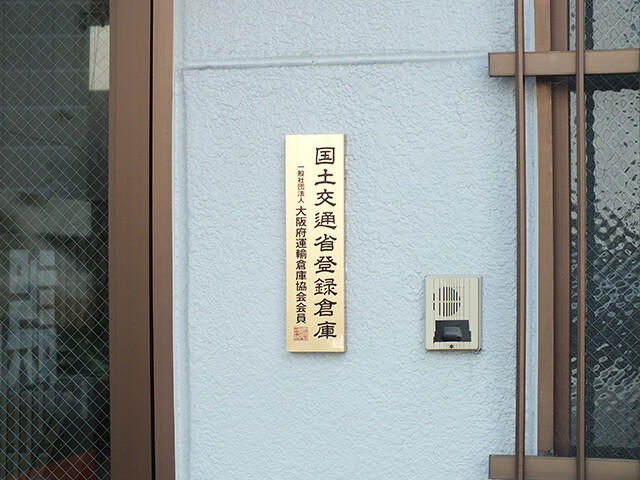 国土交通省登録倉庫
一般社団法人 大阪府運輸倉庫協会会員